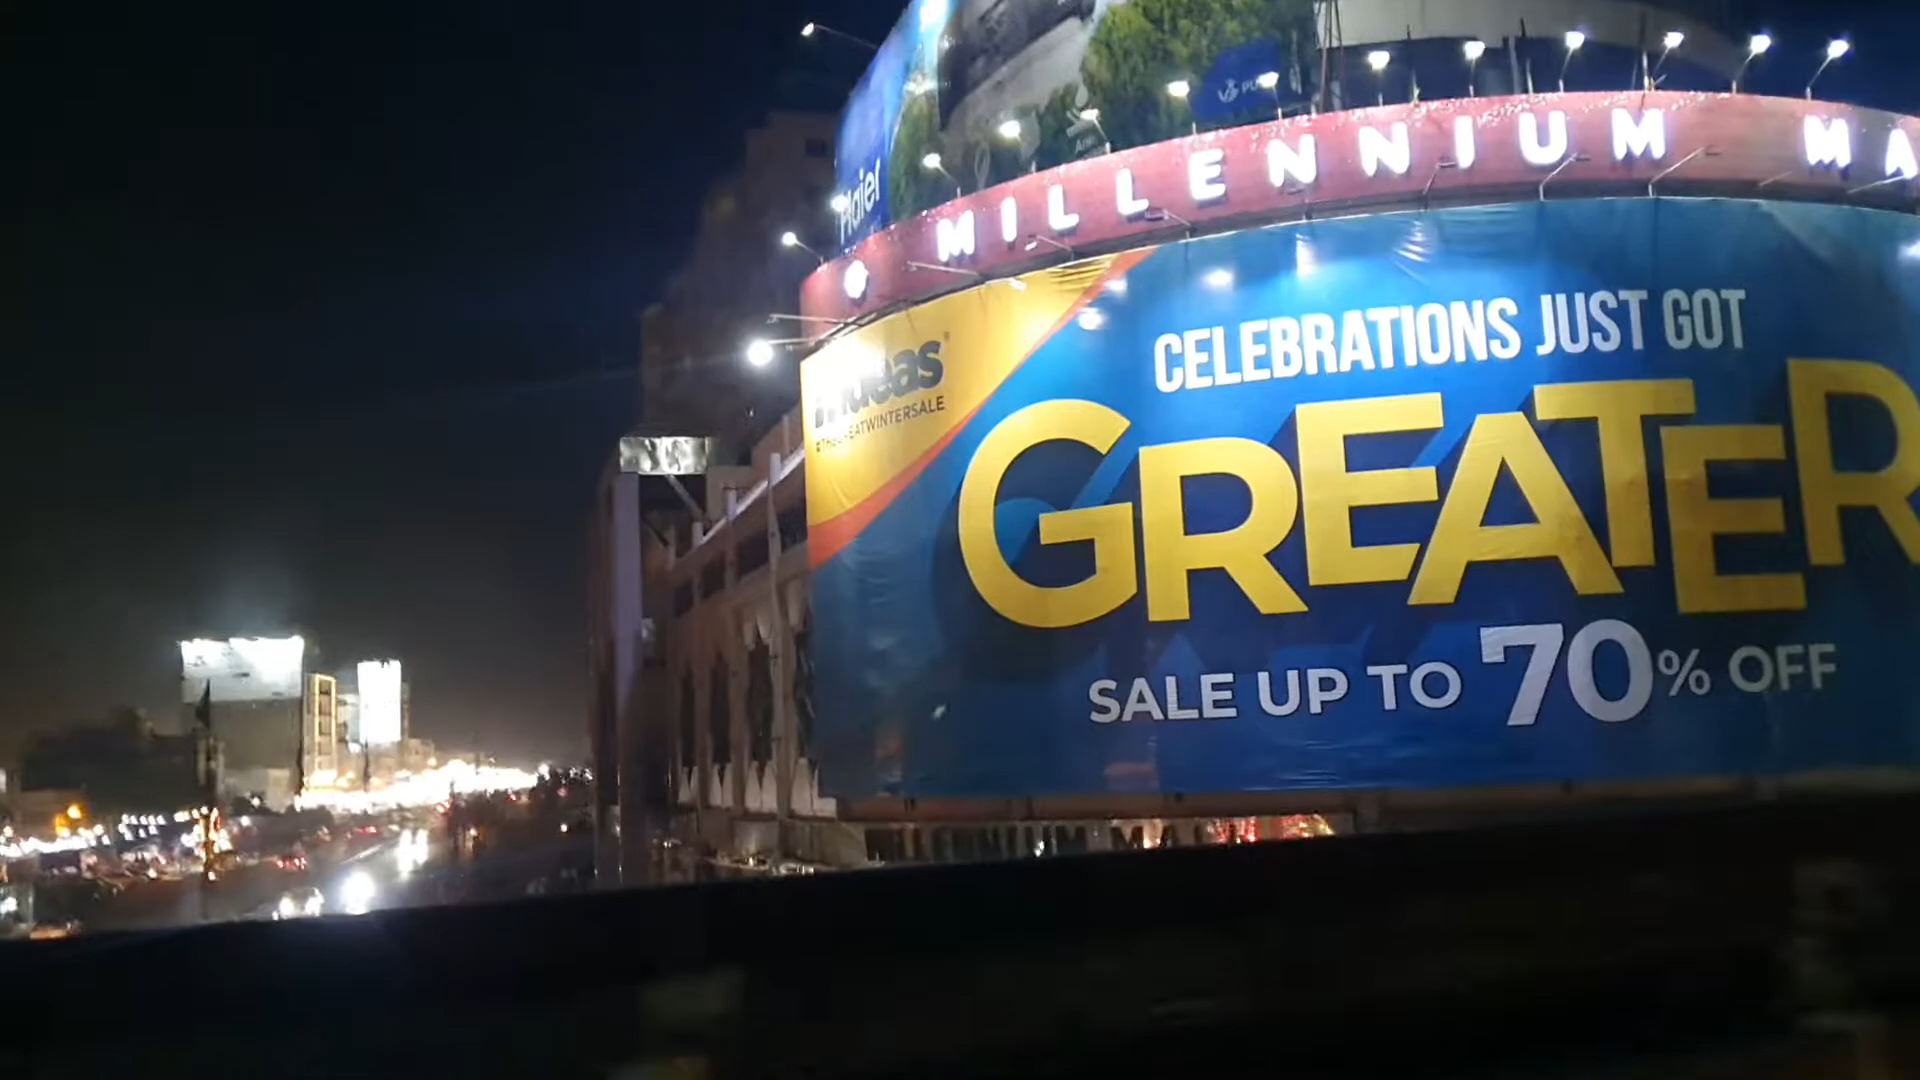 Haier
MILLENNIUM MA
ideas
#THEGREATWINTERSALE
CELEBRATIONS JUST GOT
GREATER
SALE UP TO 70% OFF